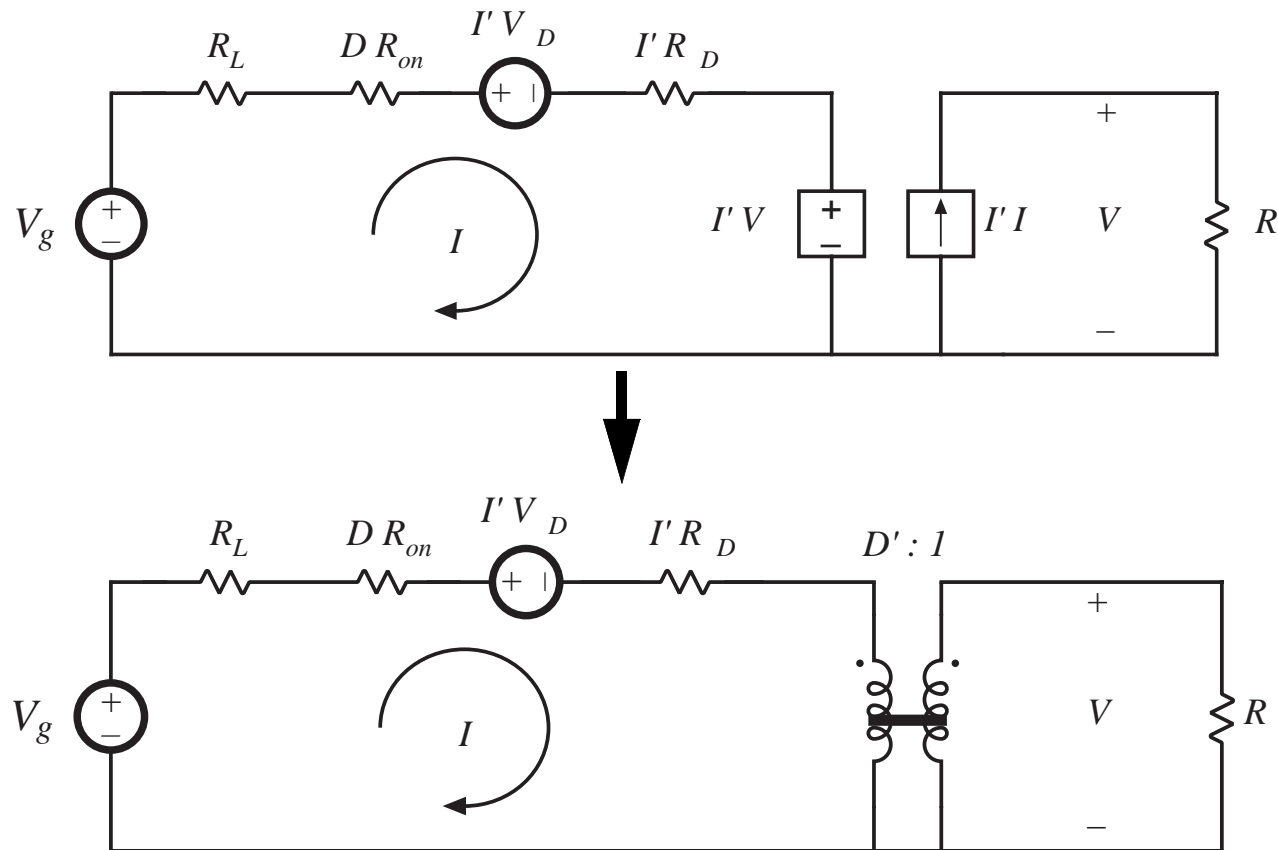 R_L
D R_on
I' V_D
I' R_D
V_g
+
−
+ −
I
I' V
+
−
I' I
+
V
−
R
R_L
D R_on
I' V_D
I' R_D
D' : 1
V_g
+
−
+ −
I
+
V
−
R